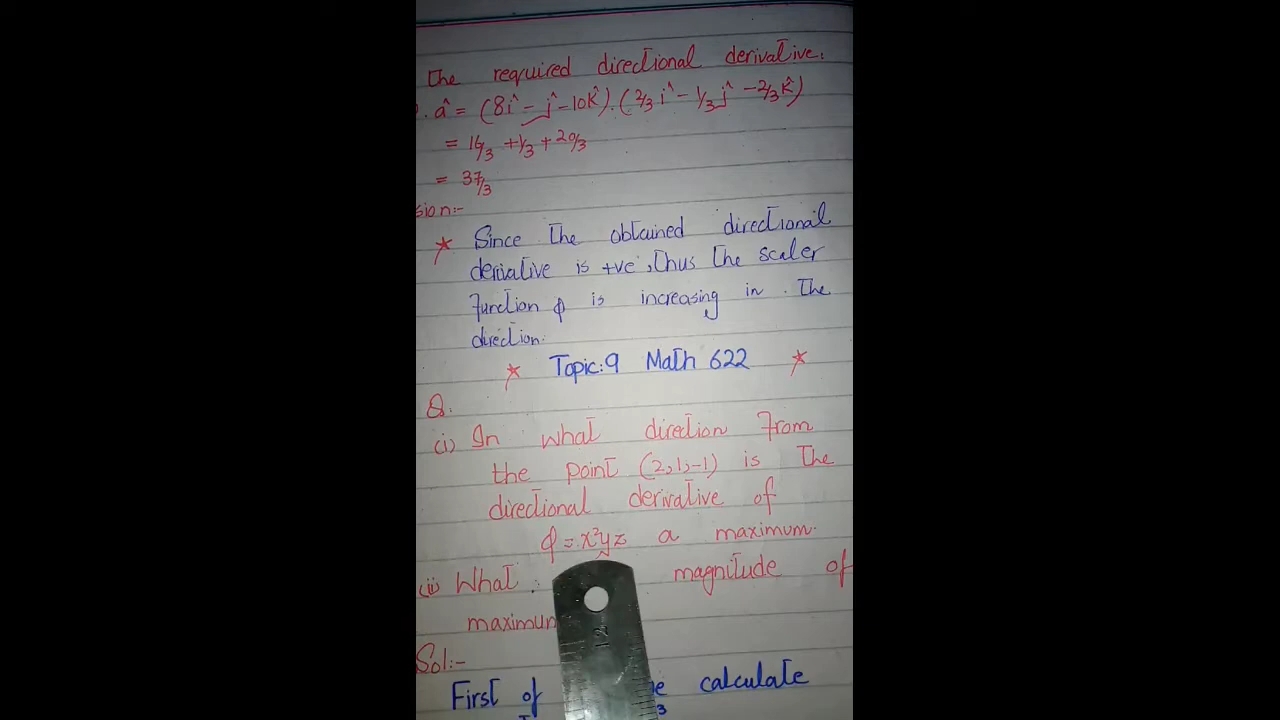 The required directional derivative.
. â = (8î - ĵ - 10k̂) . (2/3 î - 1/3 ĵ - 2/3 k̂)
= 16/3 + 1/3 + 20/3
= 37/3
sion:-
* Since The obtained directional
derivative is +ve, Thus The scaler
function φ is increasing in The
direction.
* Topic:9 Math 622 *
Q.
(i) In what direction from
the point (2,1,-1) is The
directional derivative of
φ = x²yz a maximum.
(ii) What magnitude of
maximum
Sol:-
First of calculate